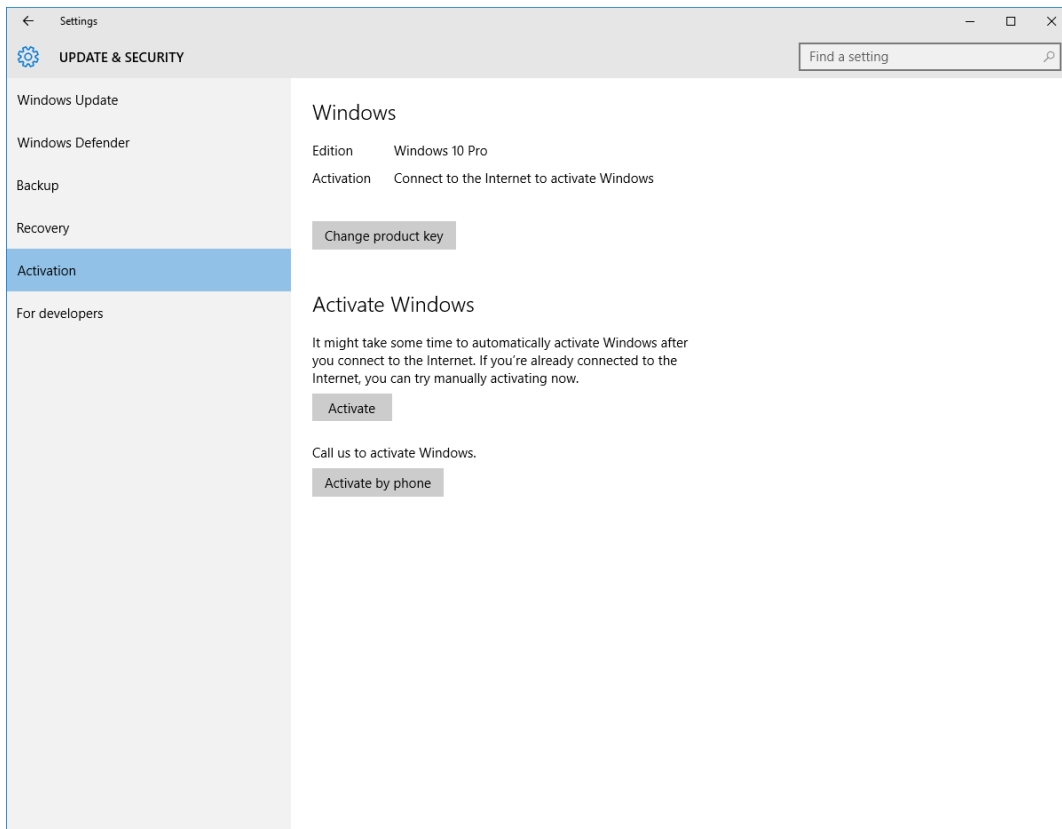 Settings
UPDATE & SECURITY
Find a setting
Windows Update
Windows Defender
Backup
Recovery
Activation
For developers
Windows
Edition Windows 10 Pro
Activation Connect to the Internet to activate Windows
Change product key
Activate Windows
It might take some time to automatically activate Windows after
you connect to the Internet. If you’re already connected to the
Internet, you can try manually activating now.
Activate
Call us to activate Windows.
Activate by phone